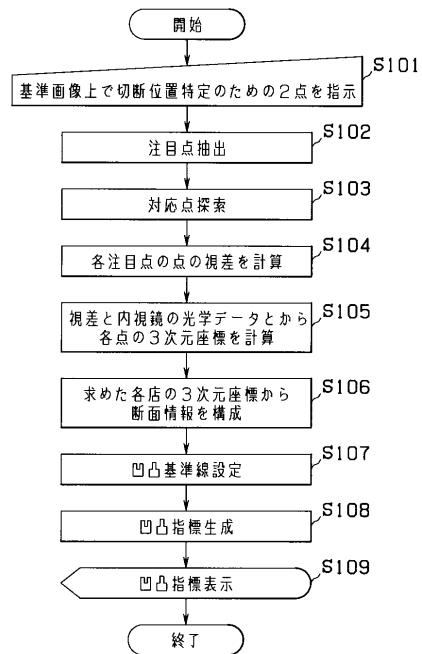 開始
S101
基準画像上で切断位置特定のための2点を指示
S102
注目点抽出
S103
対応点探索
S104
各注目点の点の視差を計算
S105
視差と内視鏡の光学データとから
各点の3次元座標を計算
S106
求めた各店の3次元座標から
断面情報を構成
S107
凹凸基準線設定
S108
凹凸指標生成
S109
凹凸指標表示
終了